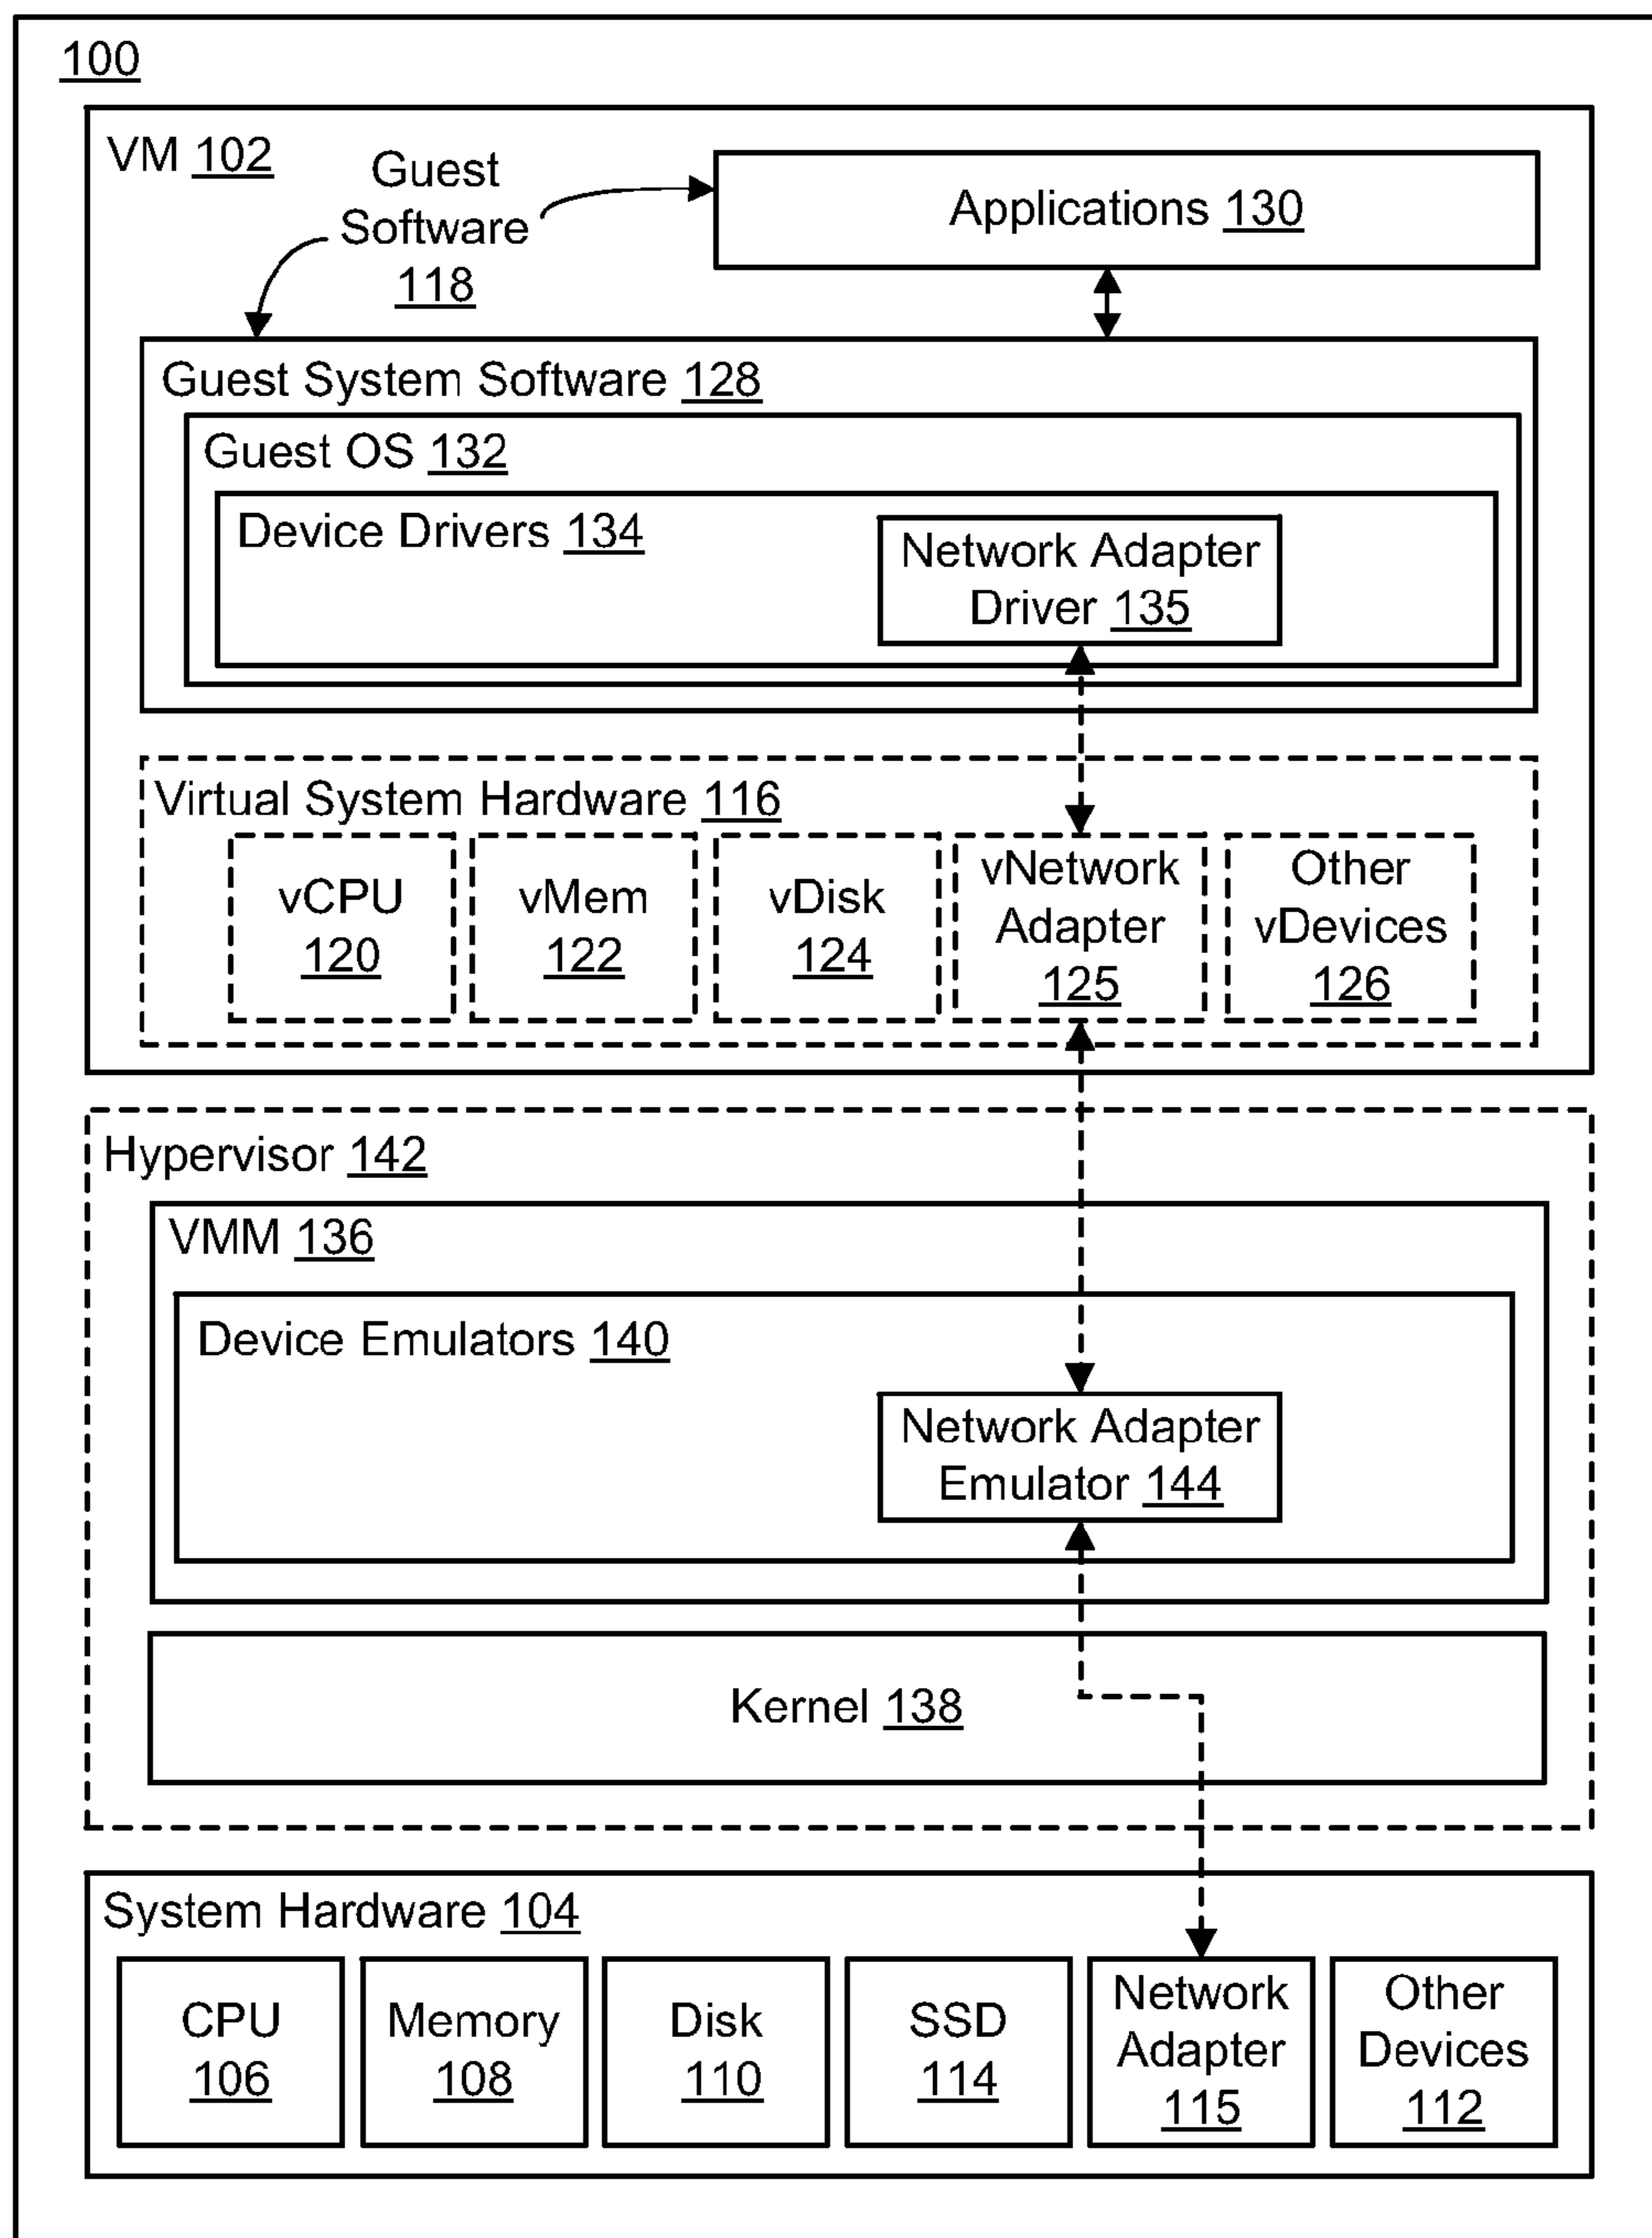 100
VM 102
Guest
Software
118
Applications 130
Guest System Software 128
Guest OS 132
Device Drivers 134
Network Adapter
Driver 135
Virtual System Hardware 116
vCPU
120
vMem
122
vDisk
124
vNetwork
Adapter
125
Other
vDevices
126
Hypervisor 142
VMM 136
Device Emulators 140
Network Adapter
Emulator 144
Kernel 138
System Hardware 104
CPU
106
Memory
108
Disk
110
SSD
114
Network
Adapter
115
Other
Devices
112